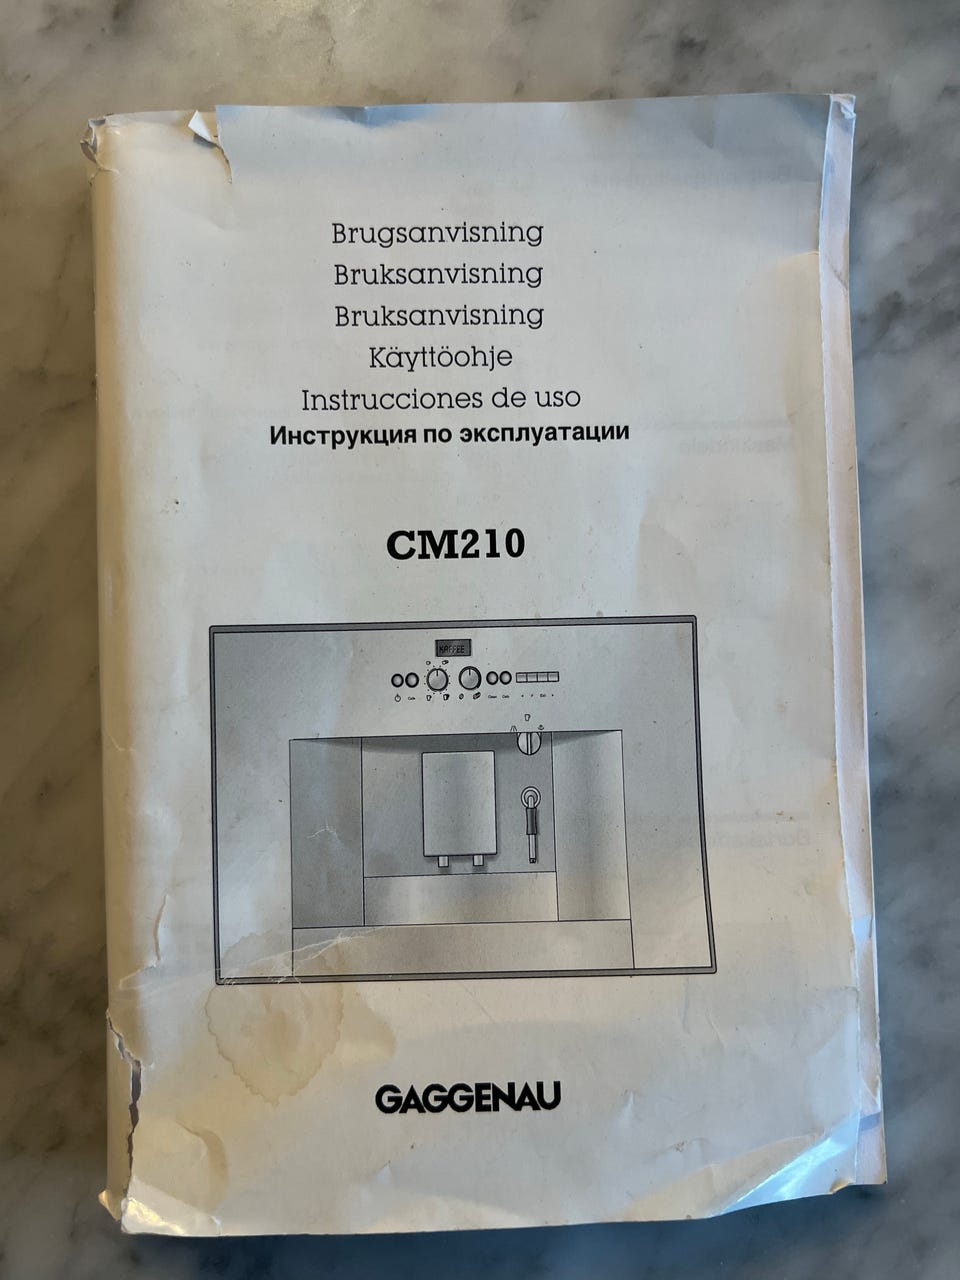 Brugsanvisning
Bruksanvisning
Bruksanvisning
Käyttöohje
Instrucciones de uso
Инструкция по эксплуатации
CM210
KAFFEE
GAGGENAU